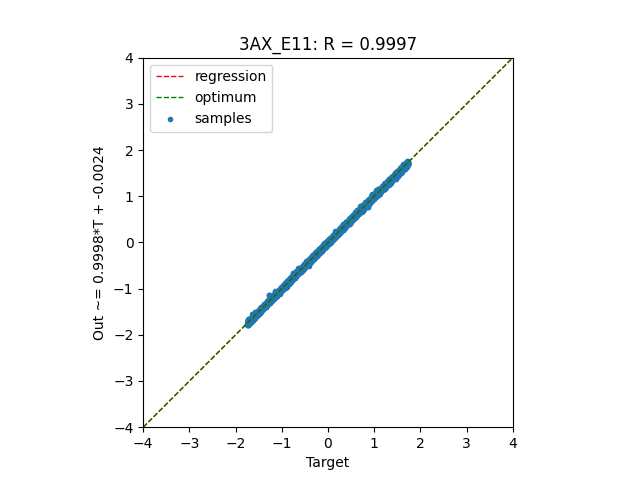 3AX_E11: R = 0.9997
regression
optimum
samples
Out ~= 0.9998*T + -0.0024
4
3
2
1
0
−1
−2
−3
−4
−4 −3 −2 −1 0 1 2 3 4
Target